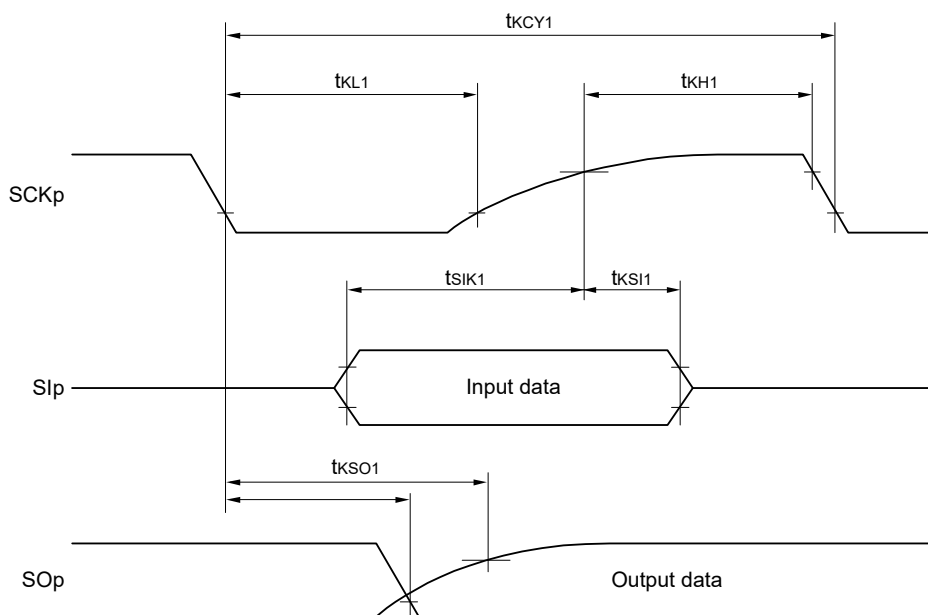 tKCY1
tKL1
tKH1
SCKp
tSIK1
tKSI1
SIp
Input data
tKSO1
SOp
Output data